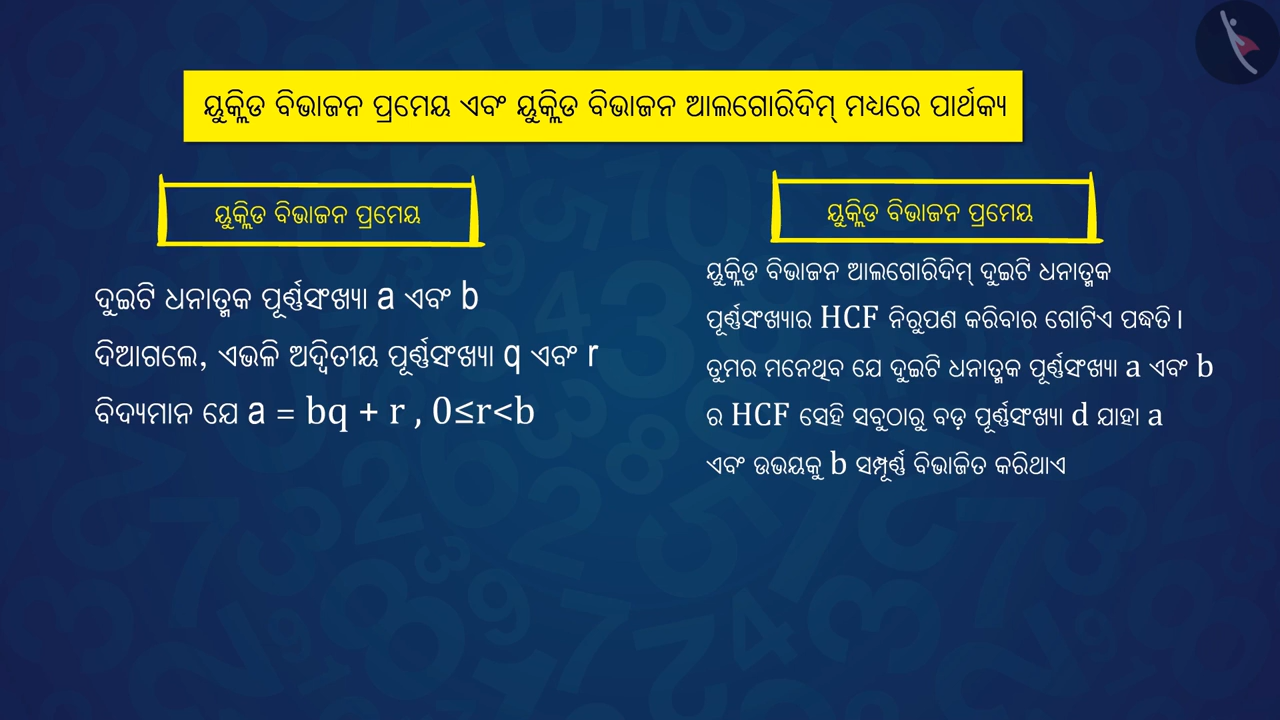 ୟୁକ୍ଲିଡ ବିଭାଜନ ପ୍ରମେୟ ଏବଂ ୟୁକ୍ଲିଡ ବିଭାଜନ ଆଲଗୋରିଦିମ୍ ମଧ୍ୟରେ ପାର୍ଥକ୍ୟ
ୟୁକ୍ଲିଡ ବିଭାଜନ ପ୍ରମେୟ
ଦୁଇଟି ଧନାତ୍ମକ ପୂର୍ଣ୍ଣସଂଖ୍ୟା a ଏବଂ b
ଦିଆଗଲେ, ଏଭଳି ଅଦ୍ୱିତୀୟ ପୂର୍ଣ୍ଣସଂଖ୍ୟା q ଏବଂ r
ବିଦ୍ୟମାନ ଯେ a = bq + r , 0≤r<b
ୟୁକ୍ଲିଡ ବିଭାଜନ ପ୍ରମେୟ
ୟୁକ୍ଲିଡ ବିଭାଜନ ଆଲଗୋରିଦିମ୍ ଦୁଇଟି ଧନାତ୍ମକ
ପୂର୍ଣ୍ଣସଂଖ୍ୟାର HCF ନିରୁପଣ କରିବାର ଗୋଟିଏ ପଦ୍ଧତି।
ତୁମର ମନେଥିବ ଯେ ଦୁଇଟି ଧନାତ୍ମକ ପୂର୍ଣ୍ଣସଂଖ୍ୟା a ଏବଂ b
ର HCF ସେହି ସବୁଠାରୁ ବଡ଼ ପୂର୍ଣ୍ଣସଂଖ୍ୟା d ଯାହା a
ଏବଂ ଉଭୟକୁ b ସମ୍ପୂର୍ଣ୍ଣ ବିଭାଜିତ କରିଥାଏ